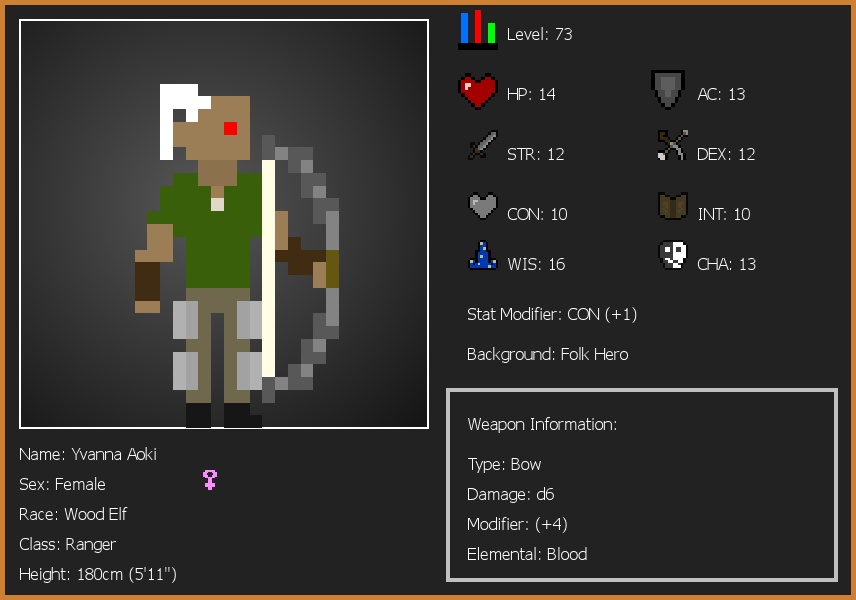 Level: 73
HP: 14
AC: 13
STR: 12
DEX: 12
CON: 10
INT: 10
WIS: 16
CHA: 13
Stat Modifier: CON (+1)
Background: Folk Hero
Weapon Information:
Type: Bow
Damage: d6
Modifier: (+4)
Elemental: Blood
Name: Yvanna Aoki
Sex: Female
Race: Wood Elf
Class: Ranger
Height: 180cm (5'11")